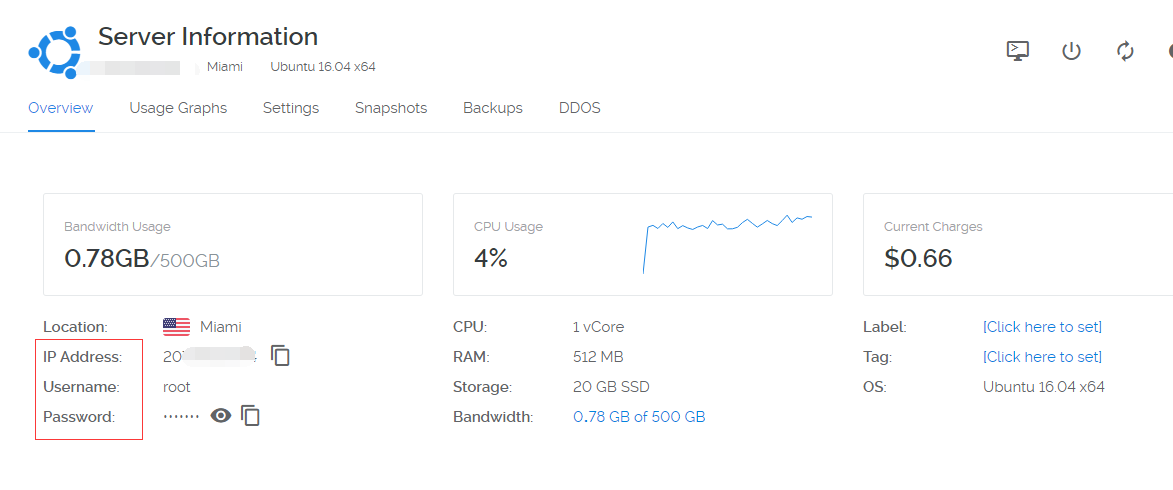 Server Information
Miami Ubuntu 16.04 x64
Overview Usage Graphs Settings Snapshots Backups DDOS
Bandwidth Usage CPU Usage Current Charges
0.78GB/500GB 4% $0.66
Location: Miami CPU: 1 vCore Label: [Click here to set]
IP Address: RAM: 512 MB Tag: [Click here to set]
Username: root Storage: 20 GB SSD OS: Ubuntu 16.04 x64
Password: ······· Bandwidth: 0.78 GB of 500 GB